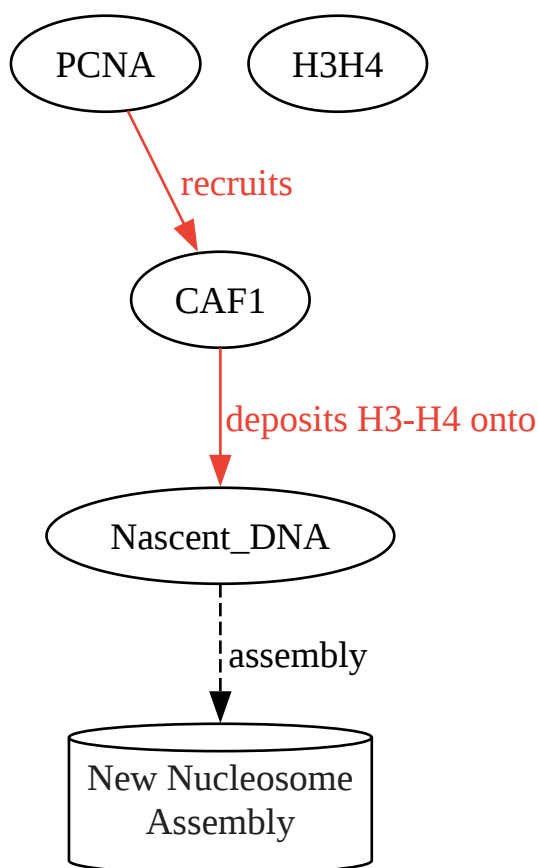 PCNA
H3H4
recruits
CAF1
deposits H3-H4 onto
Nascent_DNA
assembly
New Nucleosome
Assembly